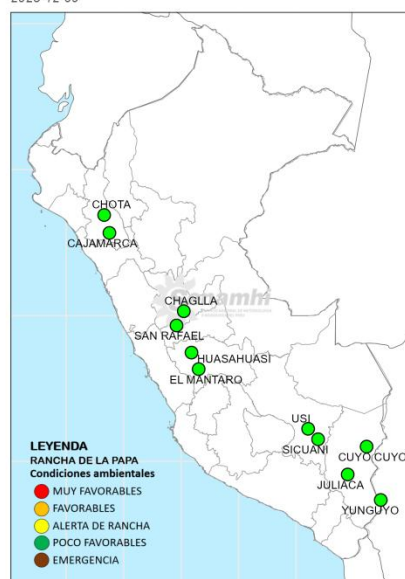 CHOTA
CAJAMARCA
Senamhi
CHAGLLA
SAN RAFAEL
HUASAHUASI
EL MANTARO
USI
SICUANI
CUYO CUYO
JULIACA
YUNGUYO
LEYENDA
RANCHA DE LA PAPA
Condiciones ambientales
MUY FAVORABLES
FAVORABLES
ALERTA DE RANCHA
POCO FAVORABLES
EMERGENCIA